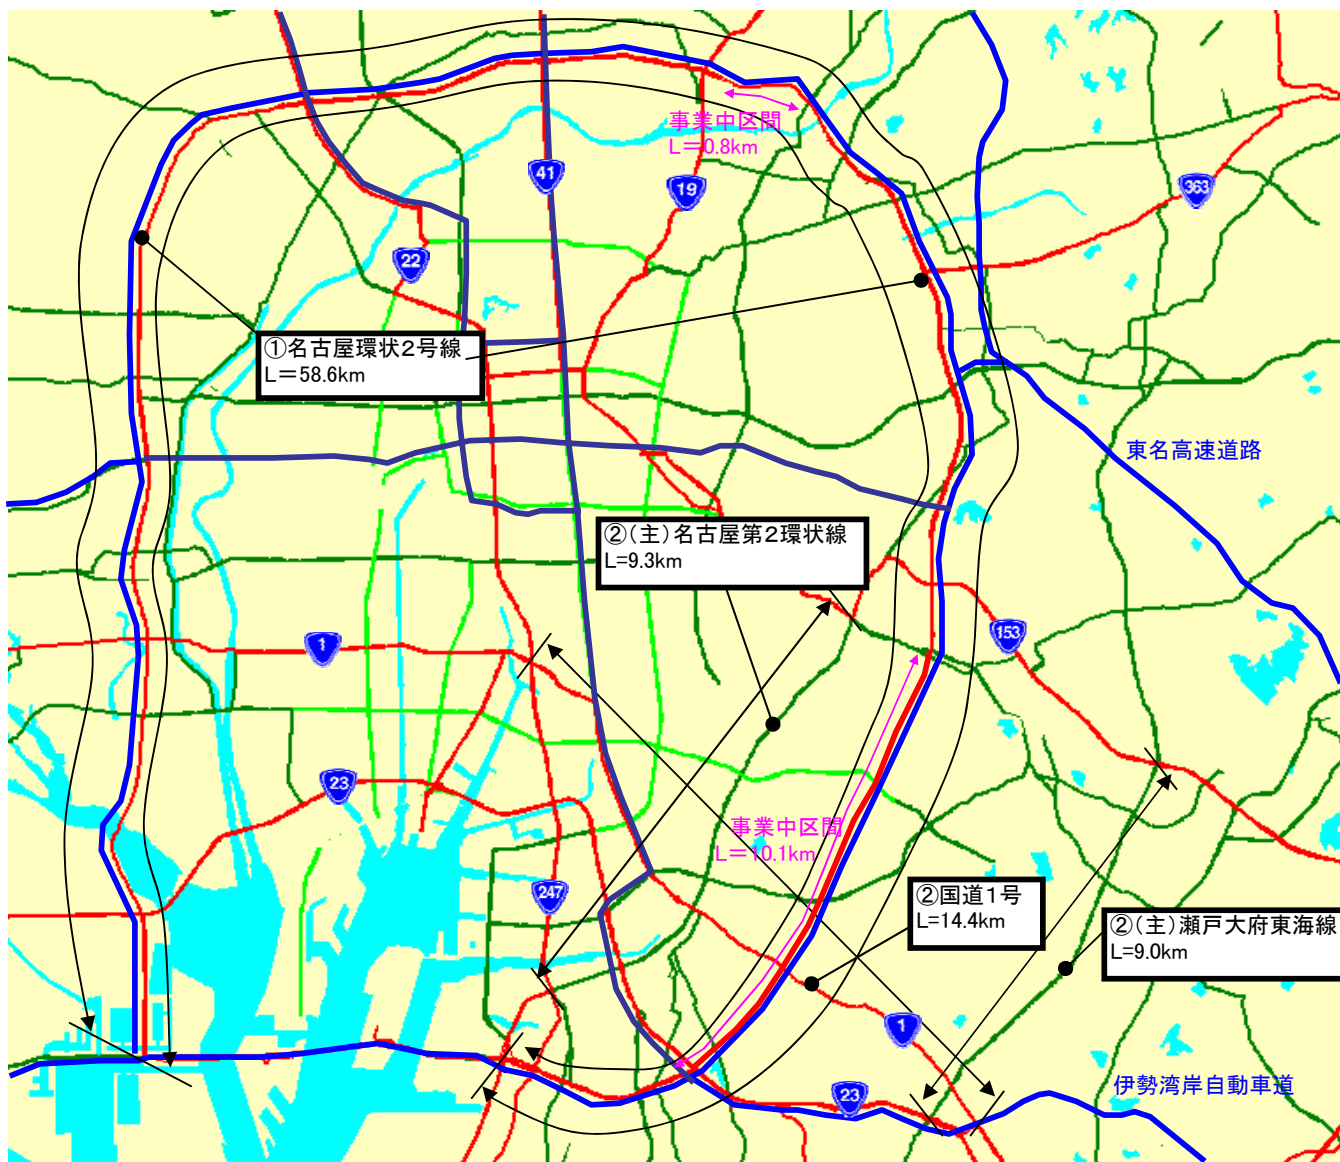 事業中区間
L=0.8km
41
19
363
22
①名古屋環状2号線
L=58.6km
東名高速道路
②(主)名古屋第2環状線
L=9.3km
1
153
23
事業中区間
L=10.1km
247
②国道1号
L=14.4km
②(主)瀬戸大府東海線
L=9.0km
1
23
伊勢湾岸自動車道